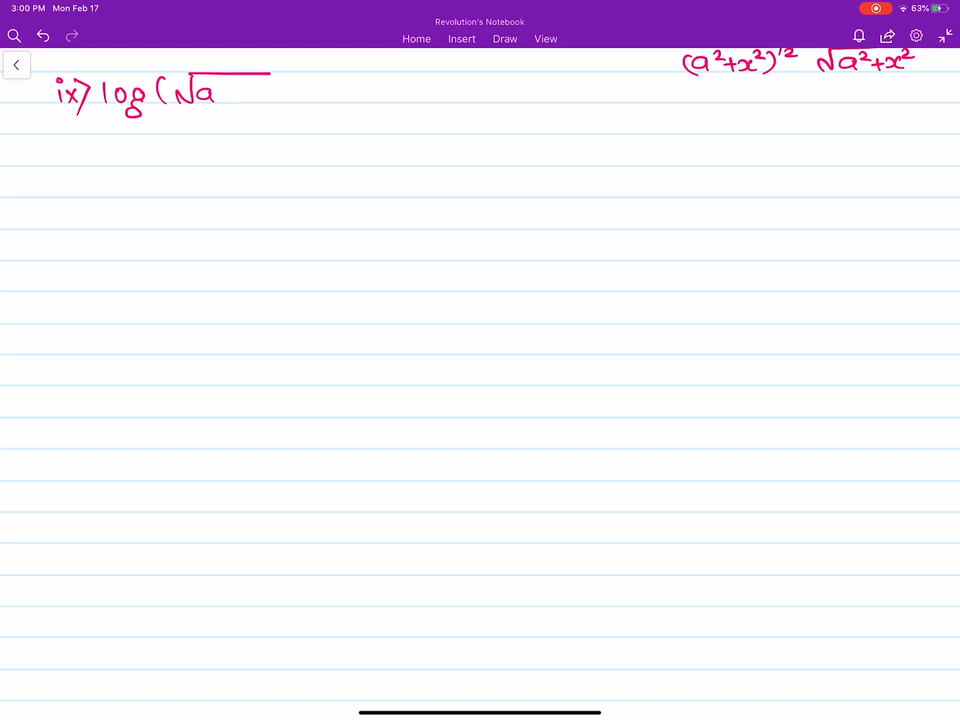 3:00 PM Mon Feb 17
63%
Revolution's Notebook
Home Insert Draw View
(a²+x²)^1/2 √a²+x²
ix> log(√a